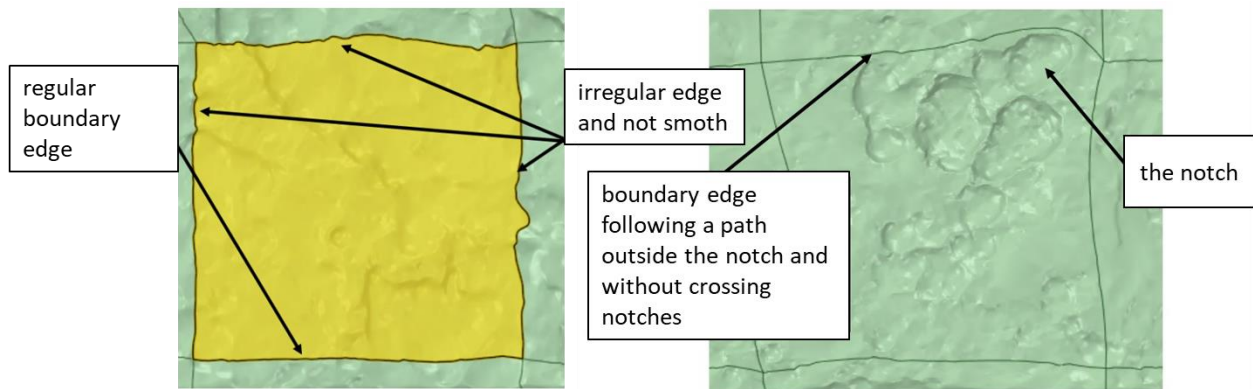 regular
boundary
edge
irregular edge
and not smoth
boundary edge
following a path
outside the notch and
without crossing
notches
the notch